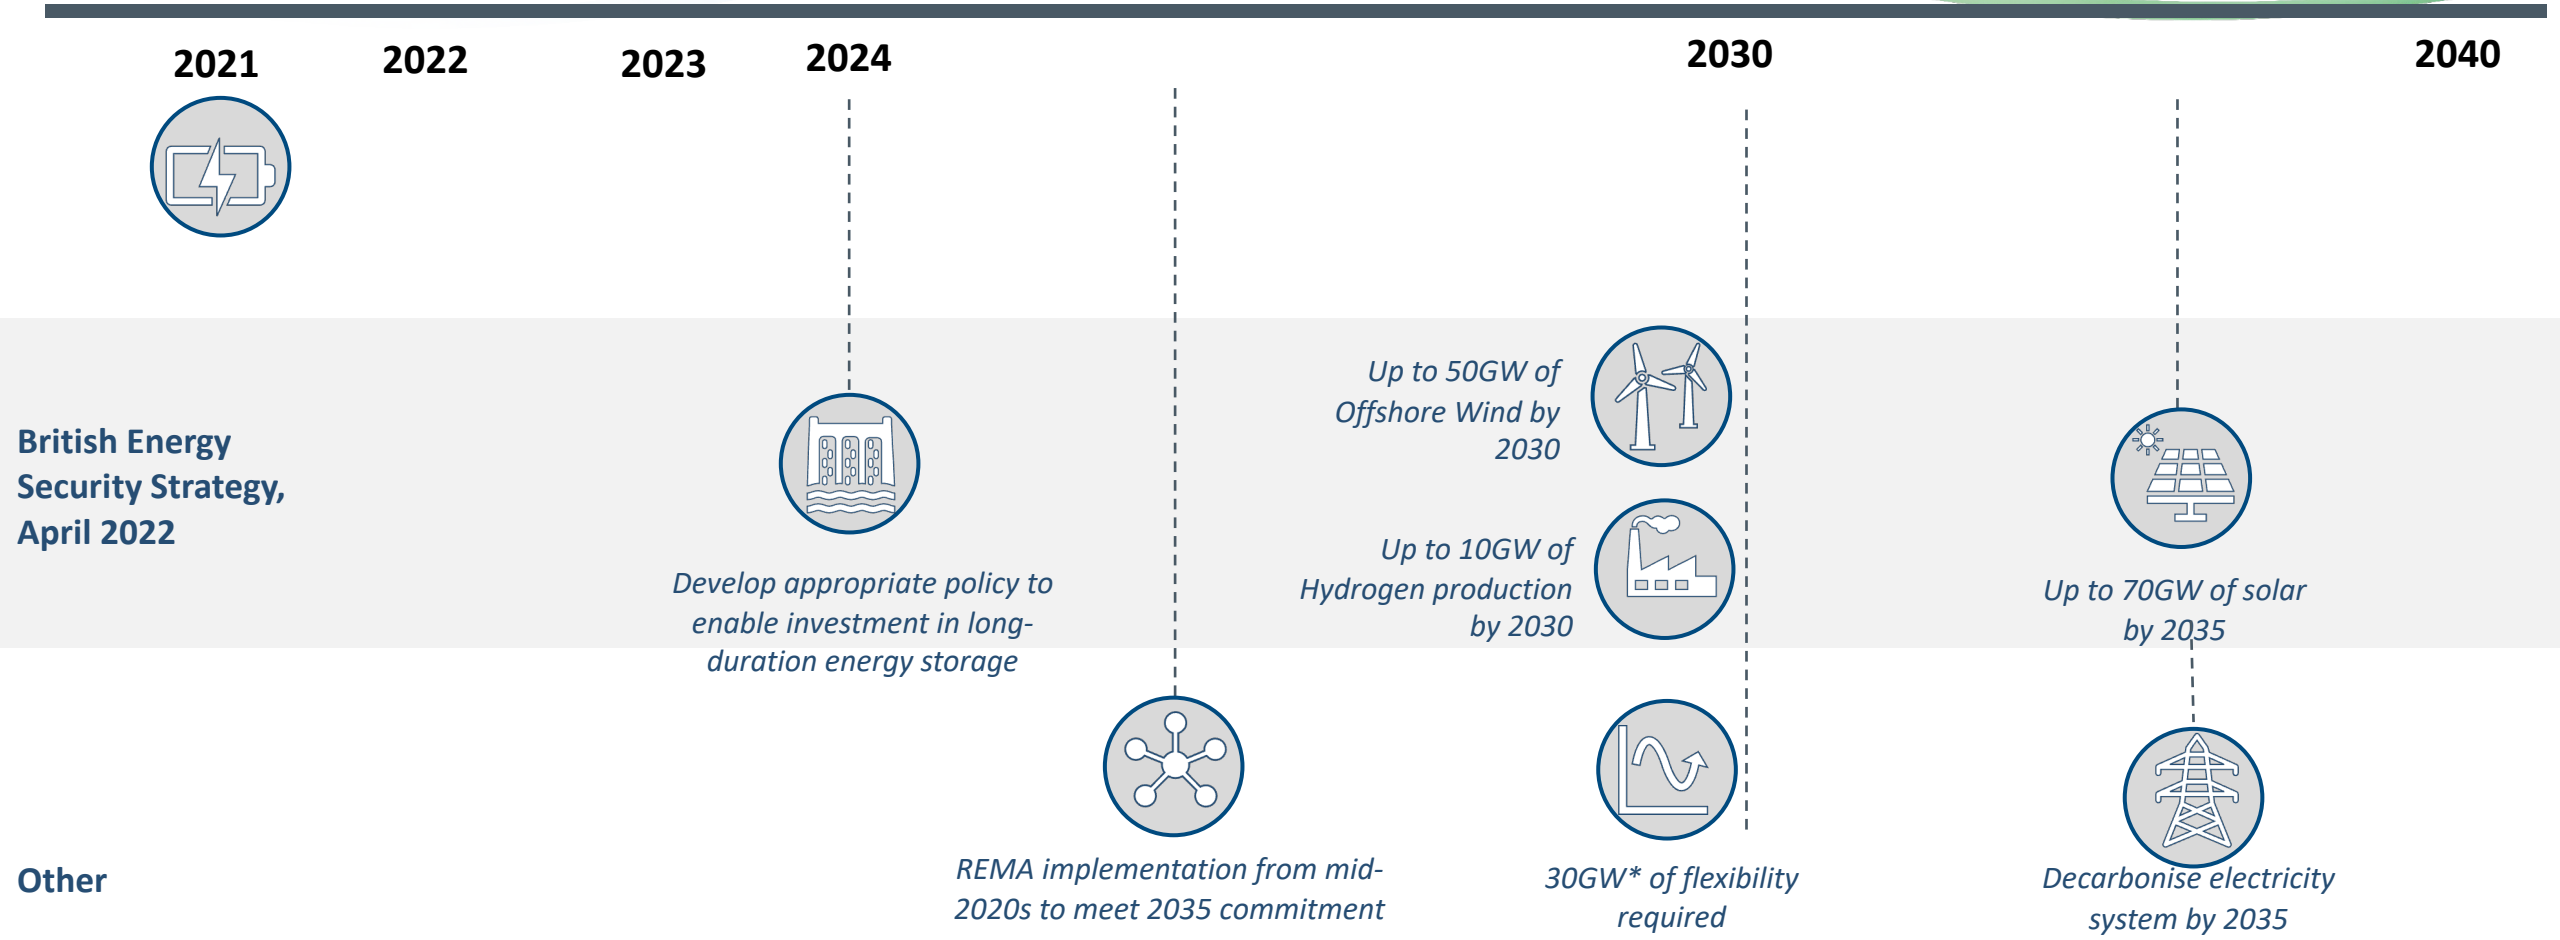 2021
2022
2023
2024
2030
2040
British Energy
Security Strategy,
April 2022
Develop appropriate policy to
enable investment in long-
duration energy storage
Up to 50GW of
Offshore Wind by
2030
Up to 10GW of
Hydrogen production
by 2030
Up to 70GW of solar
by 2035
Other
REMA implementation from mid-
2020s to meet 2035 commitment
30GW* of flexibility
required
Decarbonise electricity
system by 2035